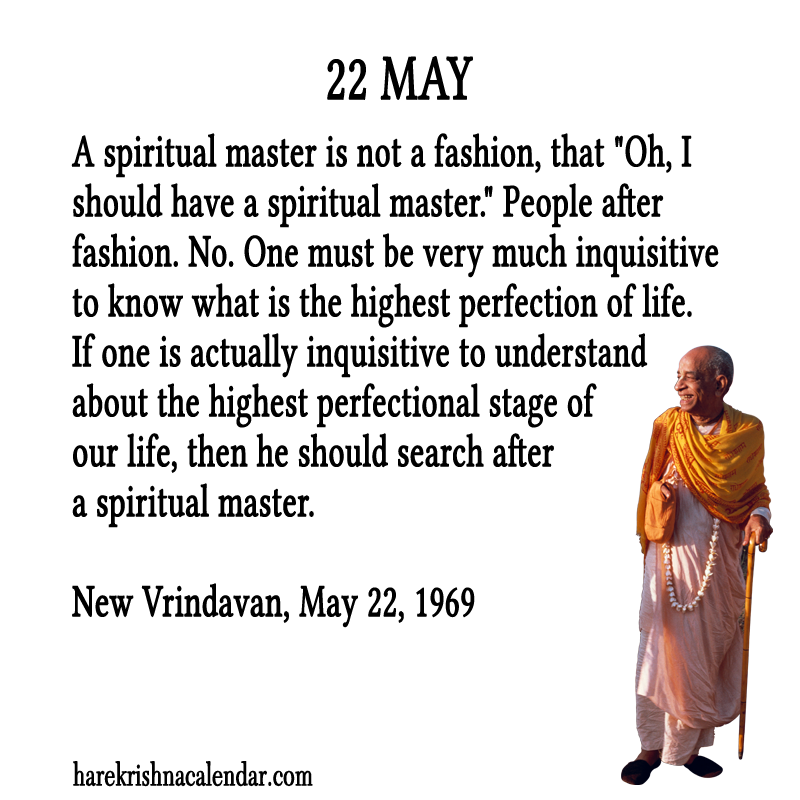 22 MAY
A spiritual master is not a fashion, that "Oh, I
should have a spiritual master." People after
fashion. No. One must be very much inquisitive
to know what is the highest perfection of life.
If one is actually inquisitive to understand
about the highest perfectional stage of
our life, then he should search after
a spiritual master.
New Vrindavan, May 22, 1969
harekrishnacalendar.com